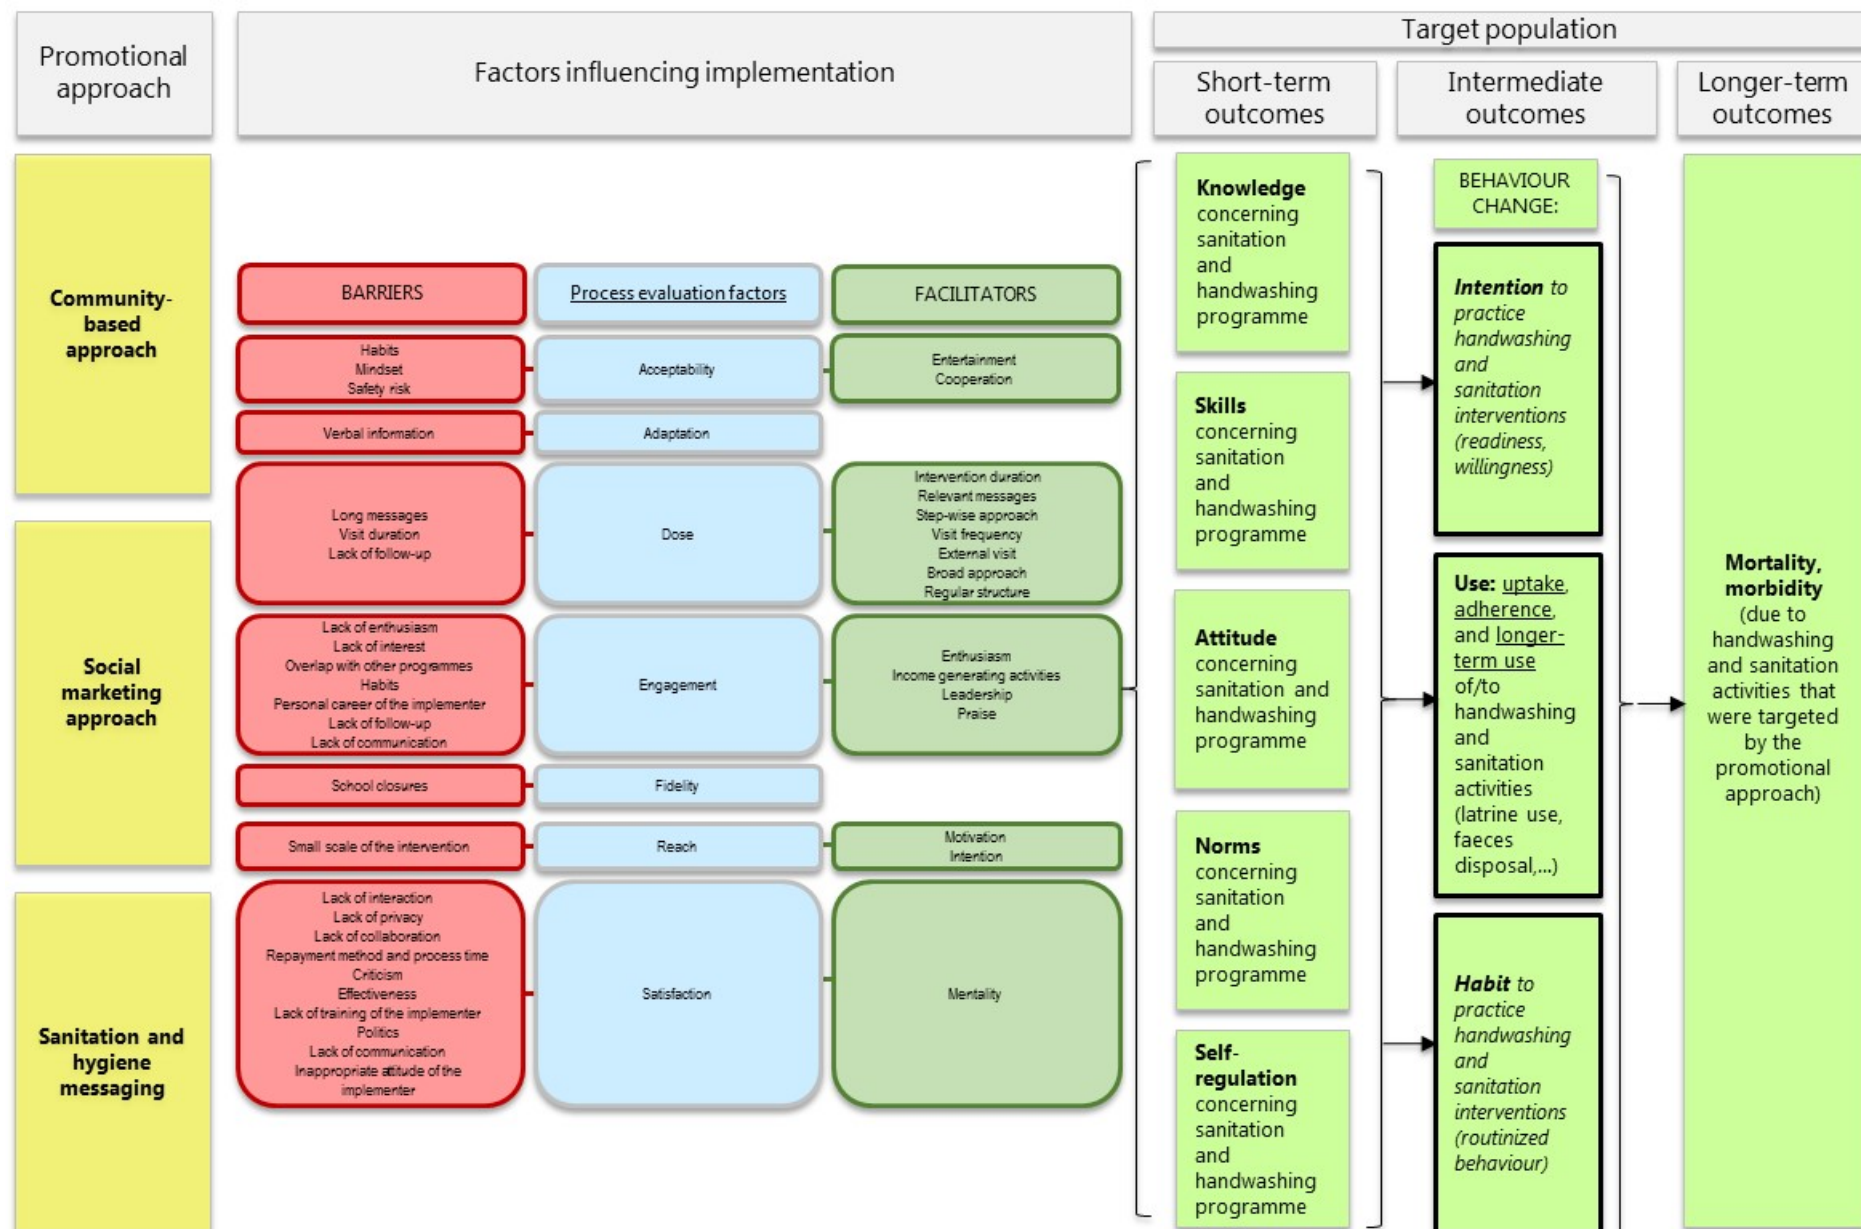 Promotional
approach
Factors influencing implementation
Target population
Short-term
outcomes
Intermediate
outcomes
Longer-term
outcomes
Community-
based
approach
Social
marketing
approach
Sanitation and
hygiene
messaging
BARRIERS
Process evaluation factors
FACILITATORS
Habits
Mindset
Safety risk
Acceptability
Entertainment
Cooperation
Verbal information
Adaptation
Long messages
Visit duration
Lack of follow-up
Dose
Intervention duration
Relevant messages
Step-wise approach
Visit frequency
External visit
Broad approach
Regular structure
Lack of enthusiasm
Lack of interest
Overlap with other programmes
Habits
Personal career of the implementer
Lack of follow-up
Lack of communication
Engagement
Enthusiasm
Income generating activities
Leadership
Praise
School closures
Fidelity
Small scale of the intervention
Reach
Motivation
Intention
Lack of interaction
Lack of privacy
Lack of collaboration
Repayment method and process time
Criticism
Effectiveness
Lack of training of the implementer
Politics
Lack of communication
Inappropriate attitude of the
implementer
Satisfaction
Mentality
Knowledge
concerning
sanitation
and
handwashing
programme
Skills
concerning
sanitation
and
handwashing
programme
Attitude
concerning
sanitation and
handwashing
programme
Norms
concerning
sanitation
and
handwashing
programme
Self-
regulation
concerning
sanitation
and
handwashing
programme
BEHAVIOUR
CHANGE:
Intention to
practice
handwashing
and
sanitation
interventions
(readiness,
willingness)
Use: uptake,
adherence,
and longer-
term use
of/to
handwashing
and
sanitation
activities
(latrine use,
faeces
disposal,...)
Habit to
practice
handwashing
and
sanitation
interventions
(routinized
behaviour)
Mortality,
morbidity
(due to
handwashing
and sanitation
activities that
were targeted
by the
promotional
approach)